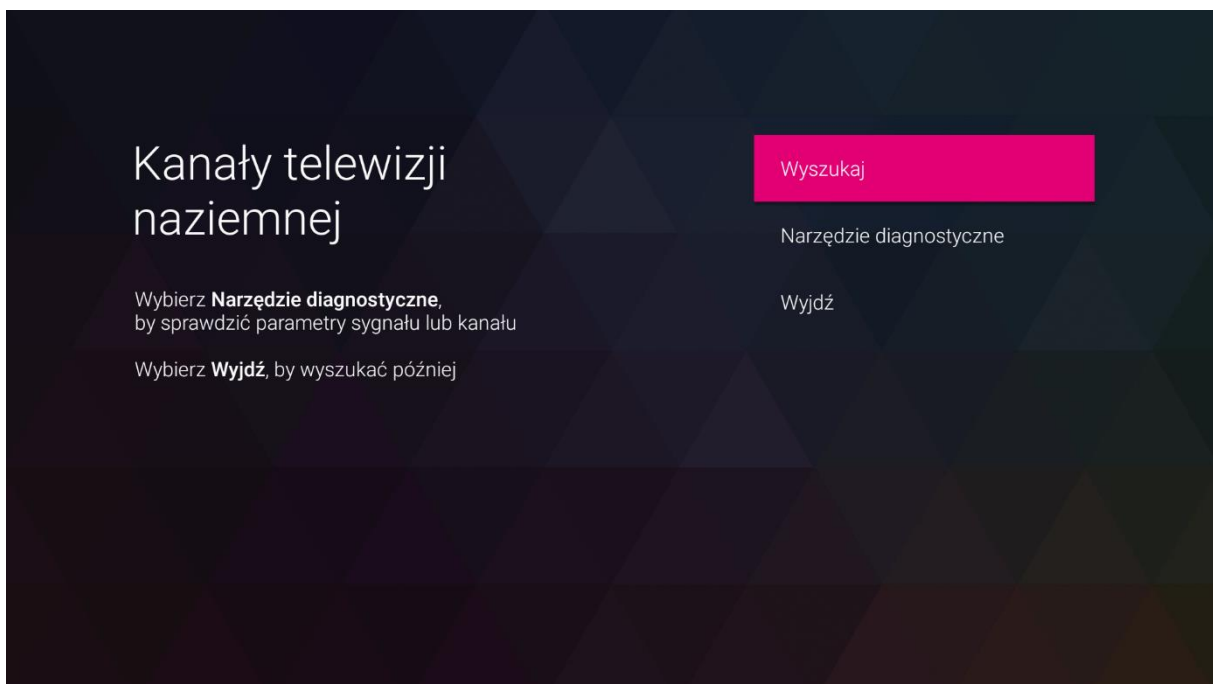 Kanały telewizji
naziemnej
Wybierz Narzędzie diagnostyczne,
by sprawdzić parametry sygnału lub kanału
Wybierz Wyjdź, by wyszukać później
Wyszukaj
Narzędzie diagnostyczne
Wyjdź